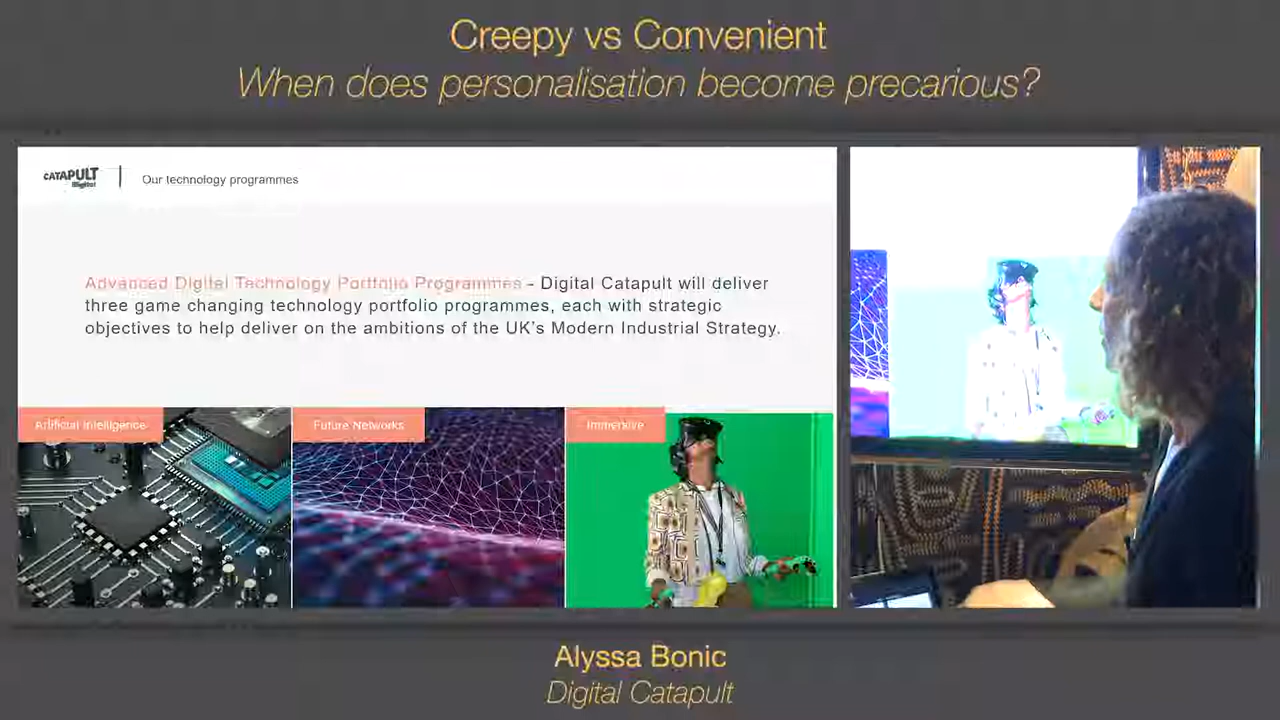 Creepy vs Convenient
When does personalisation become precarious?
CATAPULT
Digital
Our technology programmes
Advanced Digital Technology Portfolio Programmes - Digital Catapult will deliver
three game changing technology portfolio programmes, each with strategic
objectives to help deliver on the ambitions of the UK's Modern Industrial Strategy.
Artificial Intelligence
Future Networks
Immersive
Alyssa Bonic
Digital Catapult